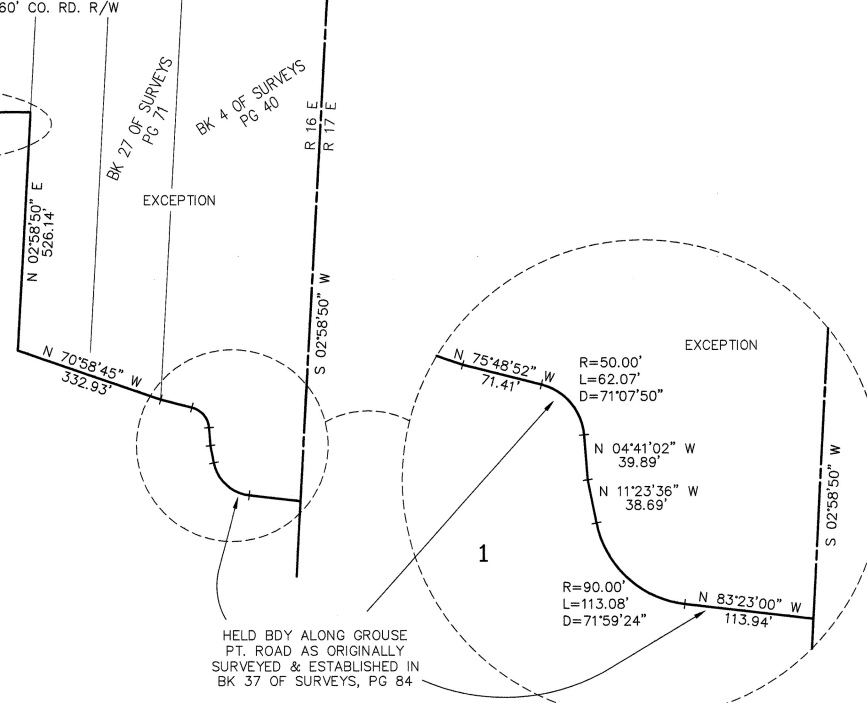 60' CO. RD. R/W
BK 27 OF SURVEYS
PG 71
BK 4 OF SURVEYS
PG 40
R 16 E
R 17 E
EXCEPTION
N 02°58'50" E
526.14'
S 02°58'50" W
N 70°58'45" W
332.93'
EXCEPTION
N 75°48'52" W
71.41'
R=50.00'
L=62.07'
D=71°07'50"
N 04°41'02" W
39.89'
N 11°23'36" W
38.69'
S 02°58'50" W
1
R=90.00'
L=113.08'
D=71°59'24"
N 83°23'00" W
113.94'
HELD BDY ALONG GROUSE
PT. ROAD AS ORIGINALLY
SURVEYED & ESTABLISHED IN
BK 37 OF SURVEYS, PG 84